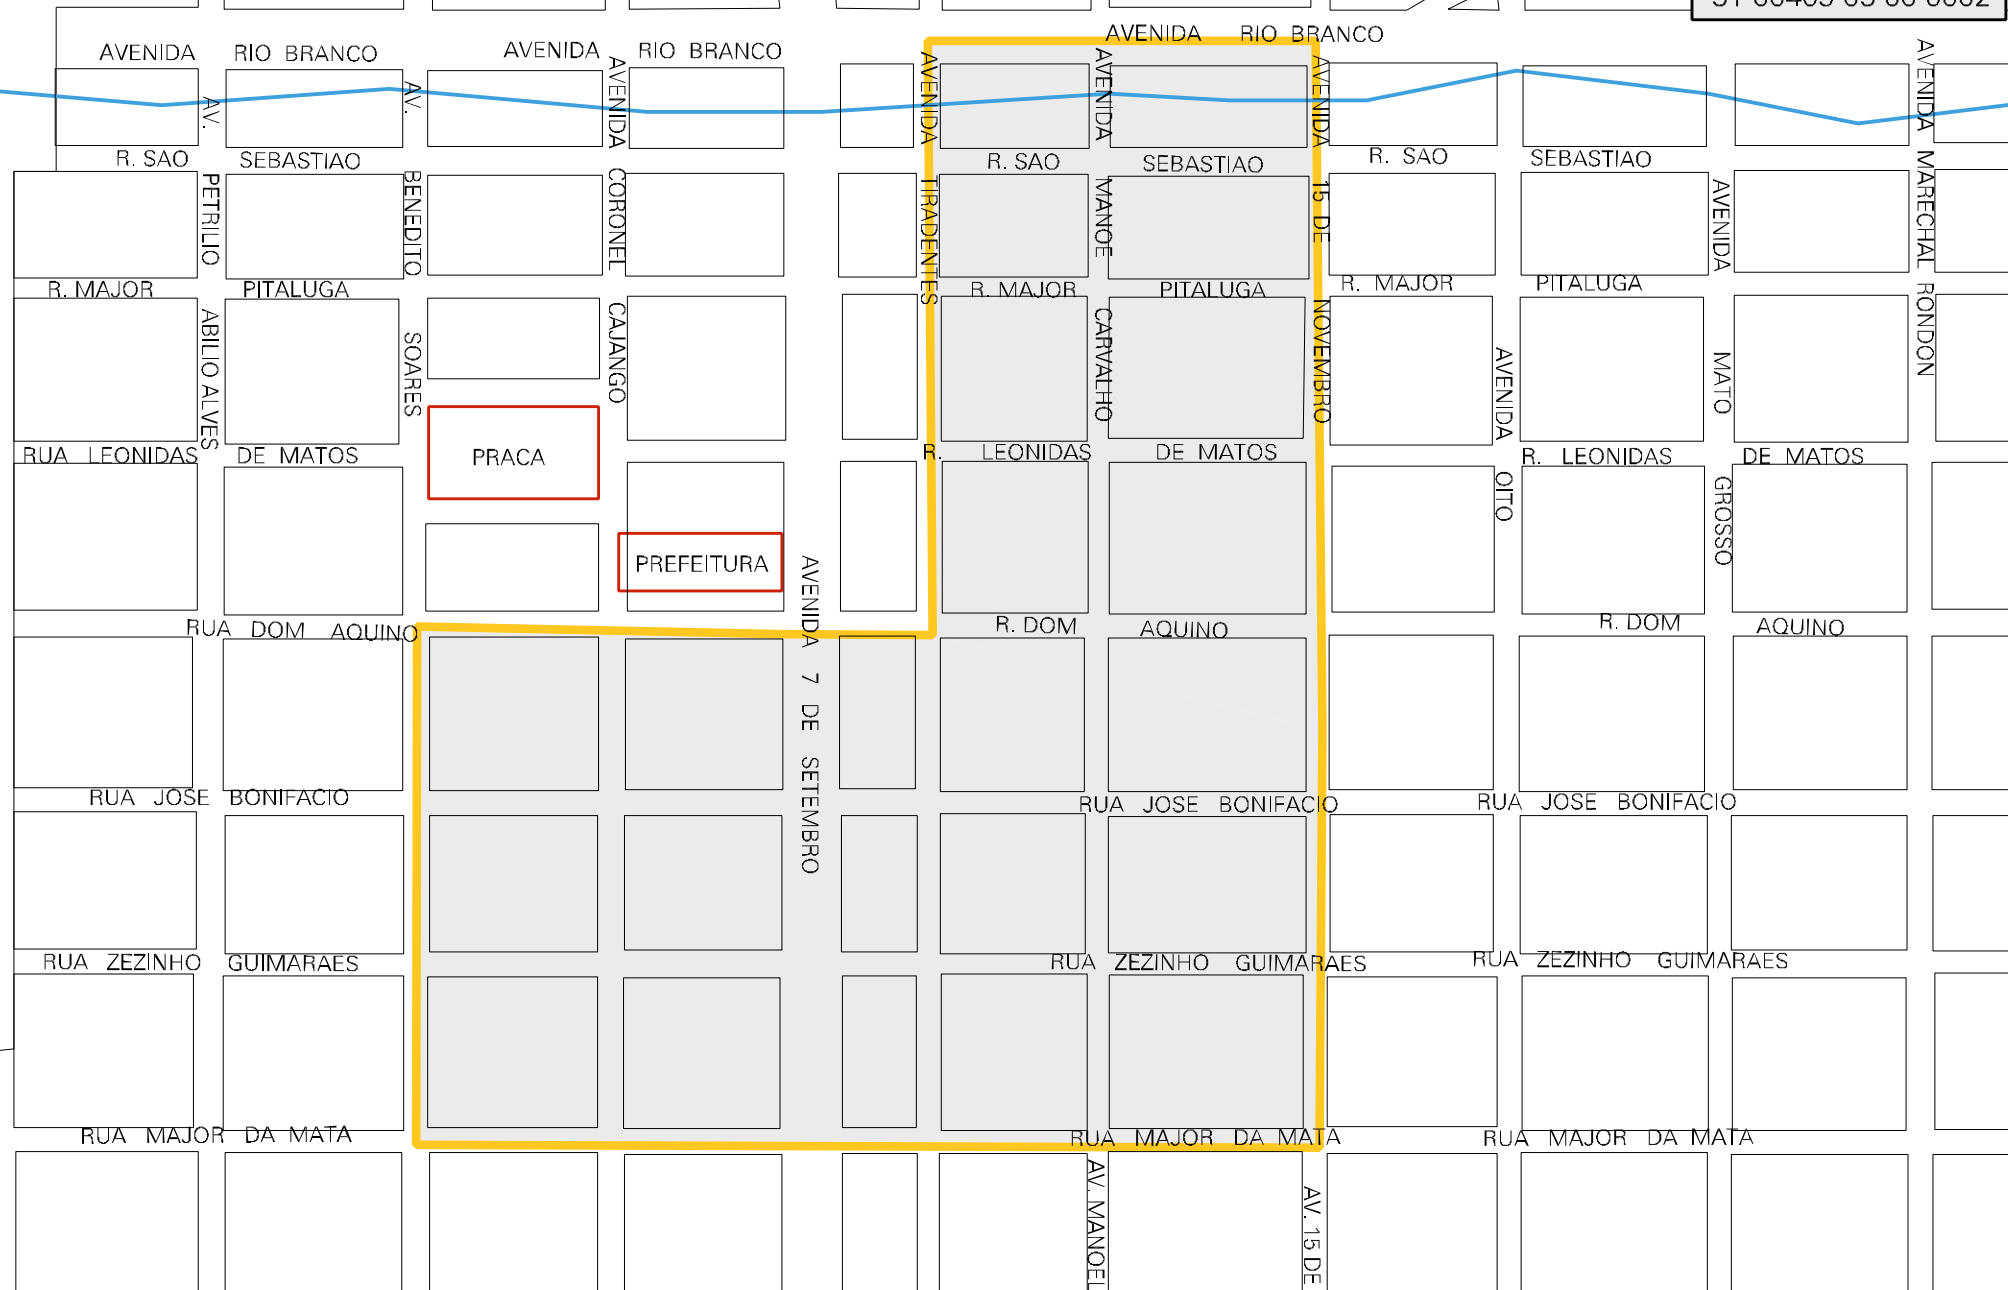 AVENIDA RIO BRANCO
AVENIDA RIO BRANCO
AVENIDA RIO BRANCO
R. SAO SEBASTIAO
R. SAO SEBASTIAO
R. SAO SEBASTIAO
R. MAJOR PITALUGA
R. MAJOR PITALUGA
R. MAJOR PITALUGA
RUA LEONIDAS DE MATOS
R. LEONIDAS DE MATOS
R. LEONIDAS DE MATOS
PRACA
PREFEITURA
RUA DOM AQUINO
R. DOM AQUINO
R. DOM AQUINO
RUA JOSE BONIFACIO
RUA JOSE BONIFACIO
RUA JOSE BONIFACIO
RUA ZEZINHO GUIMARAES
RUA ZEZINHO GUIMARAES
RUA ZEZINHO GUIMARAES
RUA MAJOR DA MATA
RUA MAJOR DA MATA
RUA MAJOR DA MATA
AV. PETRILIO ABILIO ALVES
AV. BENEDITO SOARES
AVENIDA CORONEL CAJANGO
AVENIDA 7 DE SETEMBRO
AVENIDA TIRADENTES
AVENIDA MANOE CARVALHO
AVENIDA 15 DE NOVEMBRO
AVENIDA OITO
AVENIDA MATO GROSSO
AVENIDA MARECHAL RONDON
AV. MANOEL
AV. 15 DE